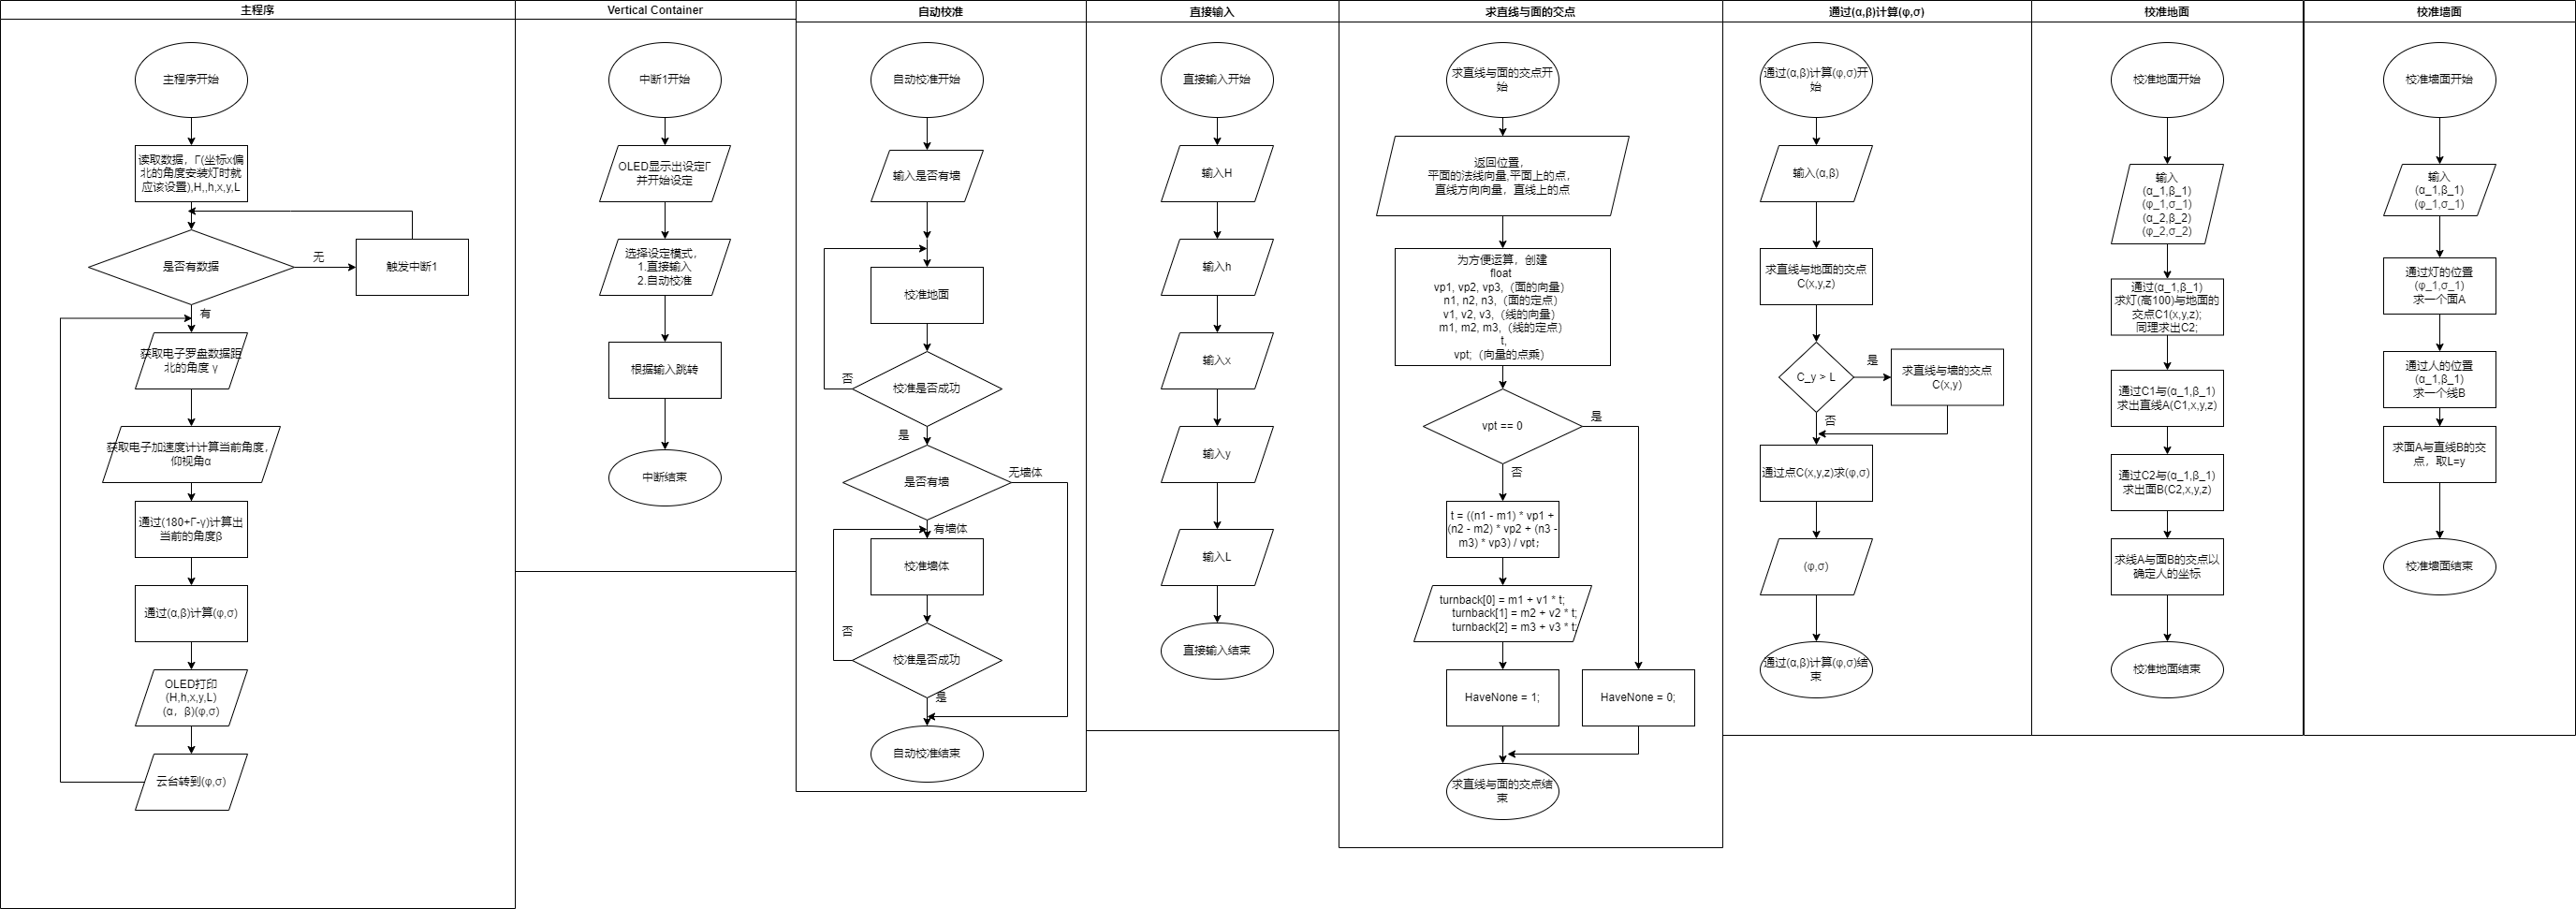 主程序
主程序开始
读取数据，Γ(坐标x偏
北的角度安装灯时就
应该设置),H,,h,x,y,L
是否有数据
无
触发中断1
有
获取电子罗盘数据距
北的角度 γ
获取电子加速度计计算当前角度，
仰视角α
通过(180+Γ-γ)计算出
当前的角度β
通过(α,β)计算(φ,σ)
OLED打印
(H,h,x,y,L)
(α，β)(φ,σ)
云台转到(φ,σ)
Vertical Container
中断1开始
OLED显示出设定Γ
并开始设定
选择设定模式，
1.直接输入
2.自动校准
根据输入跳转
中断结束
自动校准
自动校准开始
输入是否有墙
校准地面
校准是否成功
否
是
是否有墙
无墙体
有墙体
校准墙体
校准是否成功
否
是
自动校准结束
直接输入
直接输入开始
输入H
输入h
输入x
输入y
输入L
直接输入结束
求直线与面的交点
求直线与面的交点开
始
返回位置，
平面的法线向量,平面上的点，
直线方向向量，直线上的点
为方便运算，创建
float
vp1, vp2, vp3,（面的向量）
n1, n2, n3,（面的定点）
v1, v2, v3,（线的向量）
m1, m2, m3,（线的定点）
t,
vpt;（向量的点乘）
vpt == 0
是
否
t = ((n1 - m1) * vp1 +
(n2 - m2) * vp2 + (n3 -
m3) * vp3) / vpt；
turnback[0] = m1 + v1 * t;
turnback[1] = m2 + v2 * t;
turnback[2] = m3 + v3 * t;
HaveNone = 1;
HaveNone = 0;
求直线与面的交点结
束
通过(α,β)计算(φ,σ)
通过(α,β)计算(φ,σ)开
始
输入(α,β)
求直线与地面的交点
C(x,y,z)
C_y > L
是
求直线与墙的交点
C(x,y)
否
通过点C(x,y,z)求(φ,σ)
(φ,σ)
通过(α,β)计算(φ,σ)结
束
校准地面
校准地面开始
输入
(α_1,β_1)
(φ_1,σ_1)
(α_2,β_2)
(φ_2,σ_2)
通过(α_1,β_1)
求灯(高100)与地面的
交点C1(x,y,z);
同理求出C2;
通过C1与(α_1,β_1)
求出直线A(C1,x,y,z)
通过C2与(α_1,β_1)
求出面B(C2,x,y,z)
求线A与面B的交点以
确定人的坐标
校准地面结束
校准墙面
校准墙面开始
输入
(α_1,β_1)
(φ_1,σ_1)
通过灯的位置
(φ_1,σ_1)
求一个面A
通过人的位置
(α_1,β_1)
求一个线B
求面A与直线B的交
点，取L=y
校准墙面结束